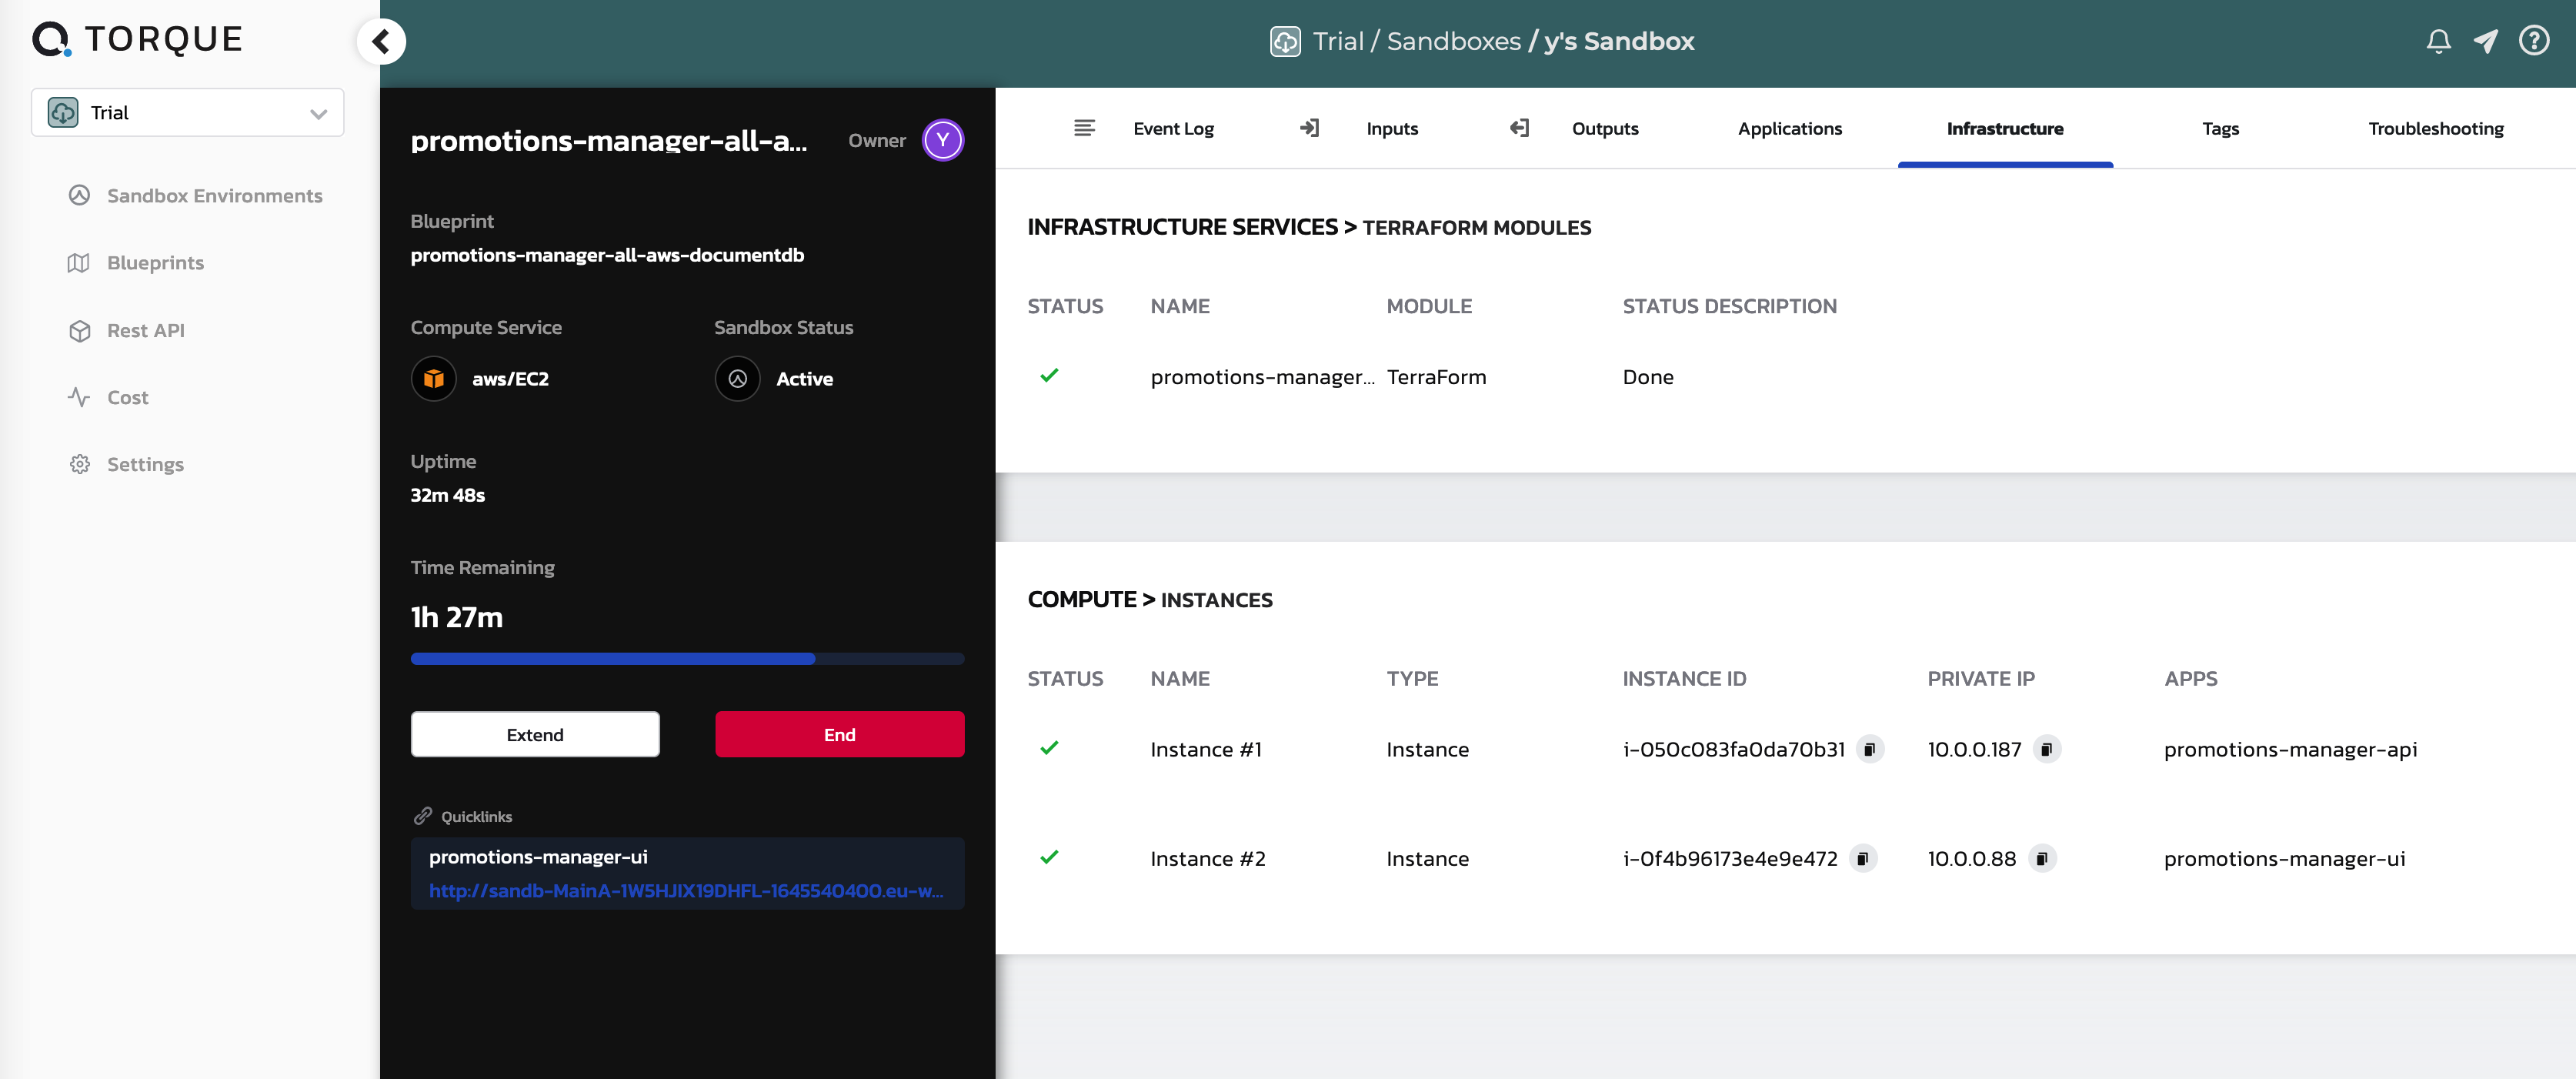 TORQUE
Trial
Sandbox Environments
Blueprints
Rest API
Cost
Settings
Trial / Sandboxes / y's Sandbox
promotions-manager-all-a...
Owner
Y
Blueprint
promotions-manager-all-aws-documentdb
Compute Service
Sandbox Status
aws/EC2
Active
Uptime
32m 48s
Time Remaining
1h 27m
Extend
End
Quicklinks
promotions-manager-ui
http://sandb-MainA-1W5HJIX19DHFL-1645540400.eu-w...
Event Log
Inputs
Outputs
Applications
Infrastructure
Tags
Troubleshooting
INFRASTRUCTURE SERVICES > TERRAFORM MODULES
STATUS NAME MODULE STATUS DESCRIPTION
promotions-manager... TerraForm Done
COMPUTE > INSTANCES
STATUS NAME TYPE INSTANCE ID PRIVATE IP APPS
Instance #1 Instance i-050c083fa0da70b31 10.0.0.187 promotions-manager-api
Instance #2 Instance i-0f4b96173e4e9e472 10.0.0.88 promotions-manager-ui